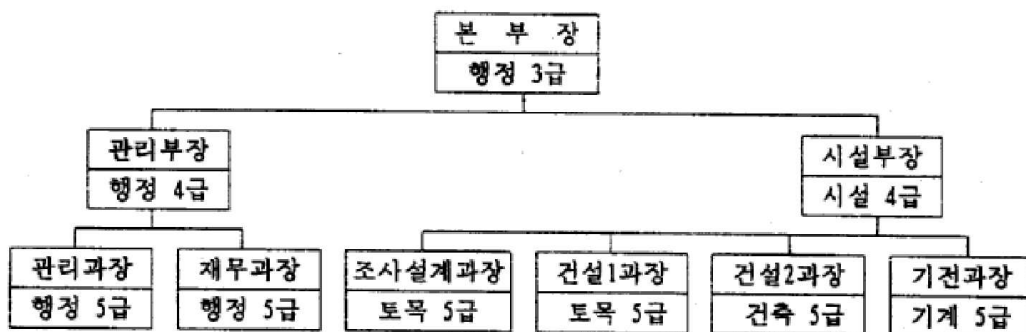 본 부 장
행정 3급
관리부장
행정 4급
시설부장
시설 4급
관리과장
행정 5급
재무과장
행정 5급
조사설계과장
토목 5급
건설1과장
토목 5급
건설2과장
건축 5급
기전과장
기계 5급